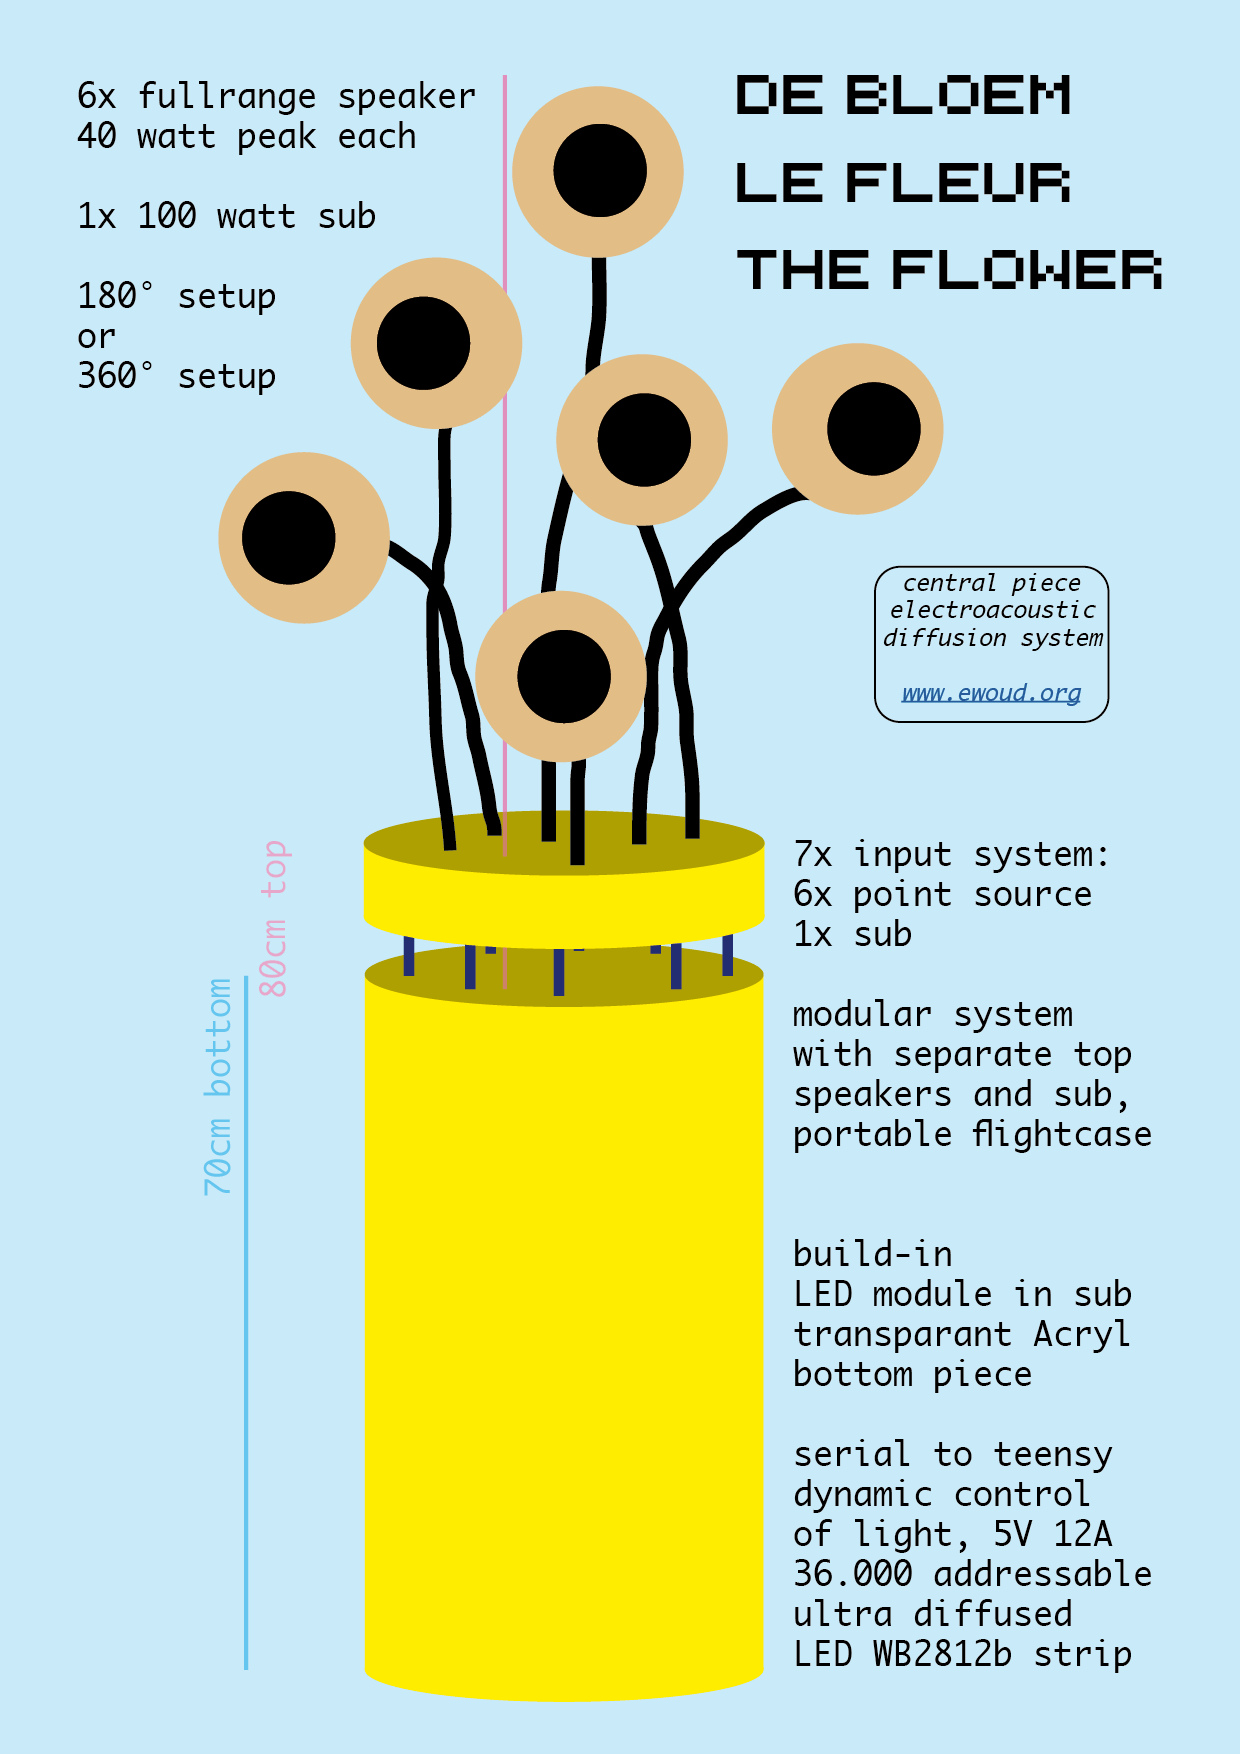 6x fullrange speaker
40 watt peak each
1x 100 watt sub
180° setup
or
360° setup
DE BLOEM
LE FLEUR
THE FLOWER
central piece
electroacoustic
diffusion system
www.ewoud.org
80cm top
70cm bottom
7x input system:
6x point source
1x sub
modular system
with separate top
speakers and sub,
portable flightcase
build-in
LED module in sub
transparant Acryl
bottom piece
serial to teensy
dynamic control
of light, 5V 12A
36.000 addressable
ultra diffused
LED WB2812b strip